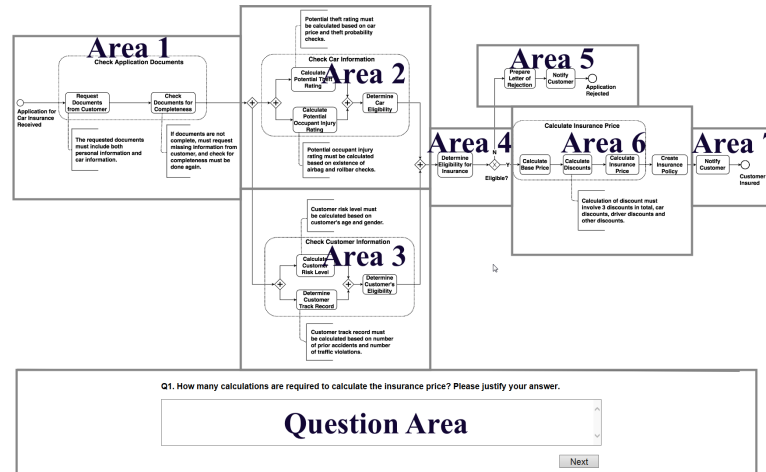 Area 1
Check Application Documents
Request
Documents
from Customer
Check
Documents for
Completeness
Application for
Car Insurance
Received
The requested documents
must include both
personal information and
car information.
If documents are not
complete, must request
missing information from
customer, and check for
completeness must be
done again.
Potential theft rating must
be calculated based on car
price and theft probability
checks.
Check Car Information
Area 2
Calculate
Potential Theft
Rating
Calculate
Potential
Occupant Injury
Rating
Determine
Car
Eligibility
Potential occupant injury
rating must be calculated
based on existence of
airbag and rollbar checks.
Customer risk level must
be calculated based on
customer's age and gender.
Check Customer Information
Area 3
Calculate
Customer
Risk Level
Determine
Customer
Track Record
Determine
Customer's
Eligibility
Customer track record must
be calculated based on number
of prior accidents and number
of traffic violations.
Area 4
Determine
Eligibility for
Insurance
N
Y
Eligible?
Area 5
Prepare
Letter of
Rejection
Notify
Customer
Application
Rejected
Calculate Insurance Price
Area 6
Calculate
Base Price
Calculate
Discounts
Calculate
Insurance
Price
Create
Insurance
Policy
Calculation of discount must
involve 3 discounts in total, car
discounts, driver discounts and
other discounts.
Area 7
Notify
Customer
Customer
Insured
Q1. How many calculations are required to calculate the insurance price? Please justify your answer.
Question Area
Next